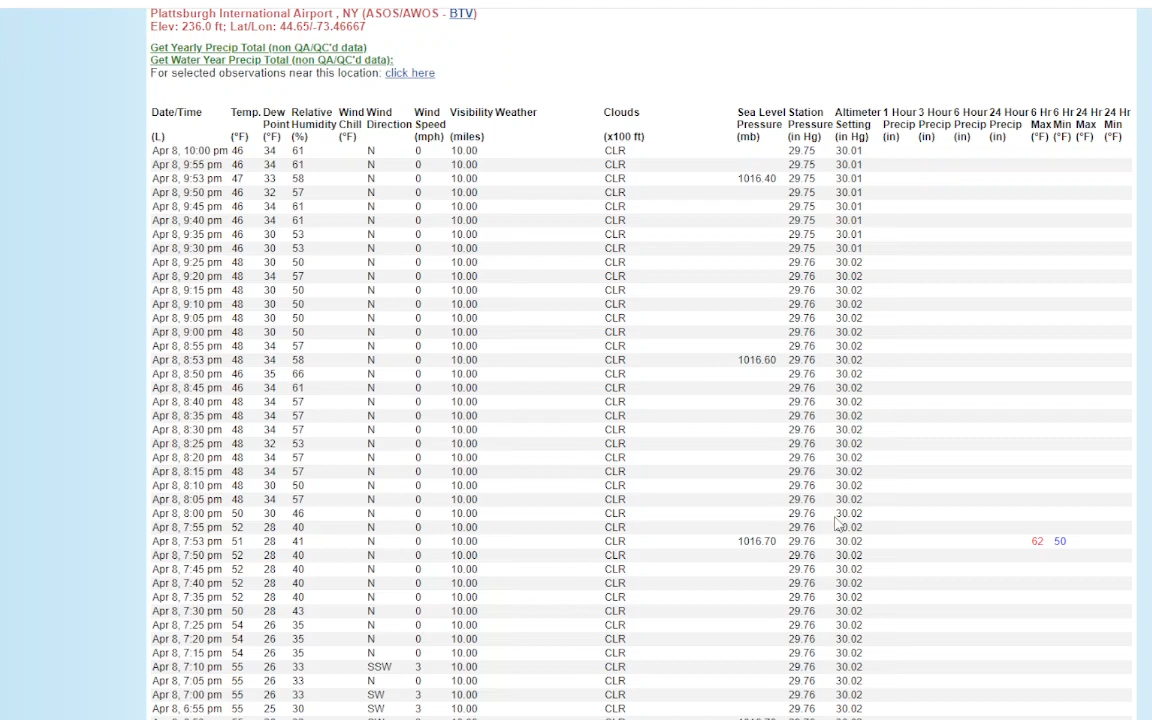 Plattsburgh International Airport , NY (ASOS/AWOS - BTV)
Elev: 236.0 ft; Lat/Lon: 44.65/-73.46667
Get Yearly Precip Total (non QA/QC'd data)
Get Water Year Precip Total (non QA/QC'd data):
For selected observations near this location: click here
Date/Time Temp. Dew Relative Wind Wind Wind Visibility Weather Clouds Sea Level Station Altimeter 1 Hour 3 Hour 6 Hour 24 Hour 6 Hr 6 Hr 24 Hr 24 Hr
Point Humidity Chill Direction Speed Pressure Pressure Setting Precip Precip Precip Precip Max Min Max Min
(L) (°F) (°F) (%) (°F) (mph) (miles) (x100 ft) (mb) (in Hg) (in Hg) (in) (in) (in) (in) (°F) (°F) (°F) (°F)
Apr 8, 10:00 pm 46 34 61 N 0 10.00 CLR 29.75 30.01
Apr 8, 9:55 pm 46 34 61 N 0 10.00 CLR 29.75 30.01
Apr 8, 9:53 pm 47 33 58 N 0 10.00 CLR 1016.40 29.75 30.01
Apr 8, 9:50 pm 46 32 57 N 0 10.00 CLR 29.75 30.01
Apr 8, 9:45 pm 46 34 61 N 0 10.00 CLR 29.75 30.01
Apr 8, 9:40 pm 46 34 61 N 0 10.00 CLR 29.75 30.01
Apr 8, 9:35 pm 46 30 53 N 0 10.00 CLR 29.75 30.01
Apr 8, 9:30 pm 46 30 53 N 0 10.00 CLR 29.75 30.01
Apr 8, 9:25 pm 48 30 50 N 0 10.00 CLR 29.76 30.02
Apr 8, 9:20 pm 48 34 57 N 0 10.00 CLR 29.76 30.02
Apr 8, 9:15 pm 48 30 50 N 0 10.00 CLR 29.76 30.02
Apr 8, 9:10 pm 48 30 50 N 0 10.00 CLR 29.76 30.02
Apr 8, 9:05 pm 48 30 50 N 0 10.00 CLR 29.76 30.02
Apr 8, 9:00 pm 48 30 50 N 0 10.00 CLR 29.76 30.02
Apr 8, 8:55 pm 48 34 57 N 0 10.00 CLR 29.76 30.02
Apr 8, 8:53 pm 48 34 58 N 0 10.00 CLR 1016.60 29.76 30.02
Apr 8, 8:50 pm 46 35 66 N 0 10.00 CLR 29.76 30.02
Apr 8, 8:45 pm 46 34 61 N 0 10.00 CLR 29.76 30.02
Apr 8, 8:40 pm 48 34 57 N 0 10.00 CLR 29.76 30.02
Apr 8, 8:35 pm 48 34 57 N 0 10.00 CLR 29.76 30.02
Apr 8, 8:30 pm 48 34 57 N 0 10.00 CLR 29.76 30.02
Apr 8, 8:25 pm 48 32 53 N 0 10.00 CLR 29.76 30.02
Apr 8, 8:20 pm 48 34 57 N 0 10.00 CLR 29.76 30.02
Apr 8, 8:15 pm 48 34 57 N 0 10.00 CLR 29.76 30.02
Apr 8, 8:10 pm 48 30 50 N 0 10.00 CLR 29.76 30.02
Apr 8, 8:05 pm 48 34 57 N 0 10.00 CLR 29.76 30.02
Apr 8, 8:00 pm 50 30 46 N 0 10.00 CLR 29.76 30.02
Apr 8, 7:55 pm 52 28 40 N 0 10.00 CLR 29.76
Apr 8, 7:53 pm 51 28 41 N 0 10.00 CLR 1016.70 29.76 30.02 62 50
Apr 8, 7:50 pm 52 28 40 N 0 10.00 CLR 29.76 30.02
Apr 8, 7:45 pm 52 28 40 N 0 10.00 CLR 29.76 30.02
Apr 8, 7:40 pm 52 28 40 N 0 10.00 CLR 29.76 30.02
Apr 8, 7:35 pm 52 28 40 N 0 10.00 CLR 29.76 30.02
Apr 8, 7:30 pm 50 28 43 N 0 10.00 CLR 29.76 30.02
Apr 8, 7:25 pm 54 26 35 N 0 10.00 CLR 29.76 30.02
Apr 8, 7:20 pm 54 26 35 N 0 10.00 CLR 29.76 30.02
Apr 8, 7:15 pm 54 26 35 N 0 10.00 CLR 29.76 30.02
Apr 8, 7:10 pm 55 26 33 SSW 3 10.00 CLR 29.76 30.02
Apr 8, 7:05 pm 55 26 33 N 0 10.00 CLR 29.76 30.02
Apr 8, 7:00 pm 55 26 33 SW 3 10.00 CLR 29.76 30.02
Apr 8, 6:55 pm 55 25 30 SW 3 10.00 CLR 29.76 30.02